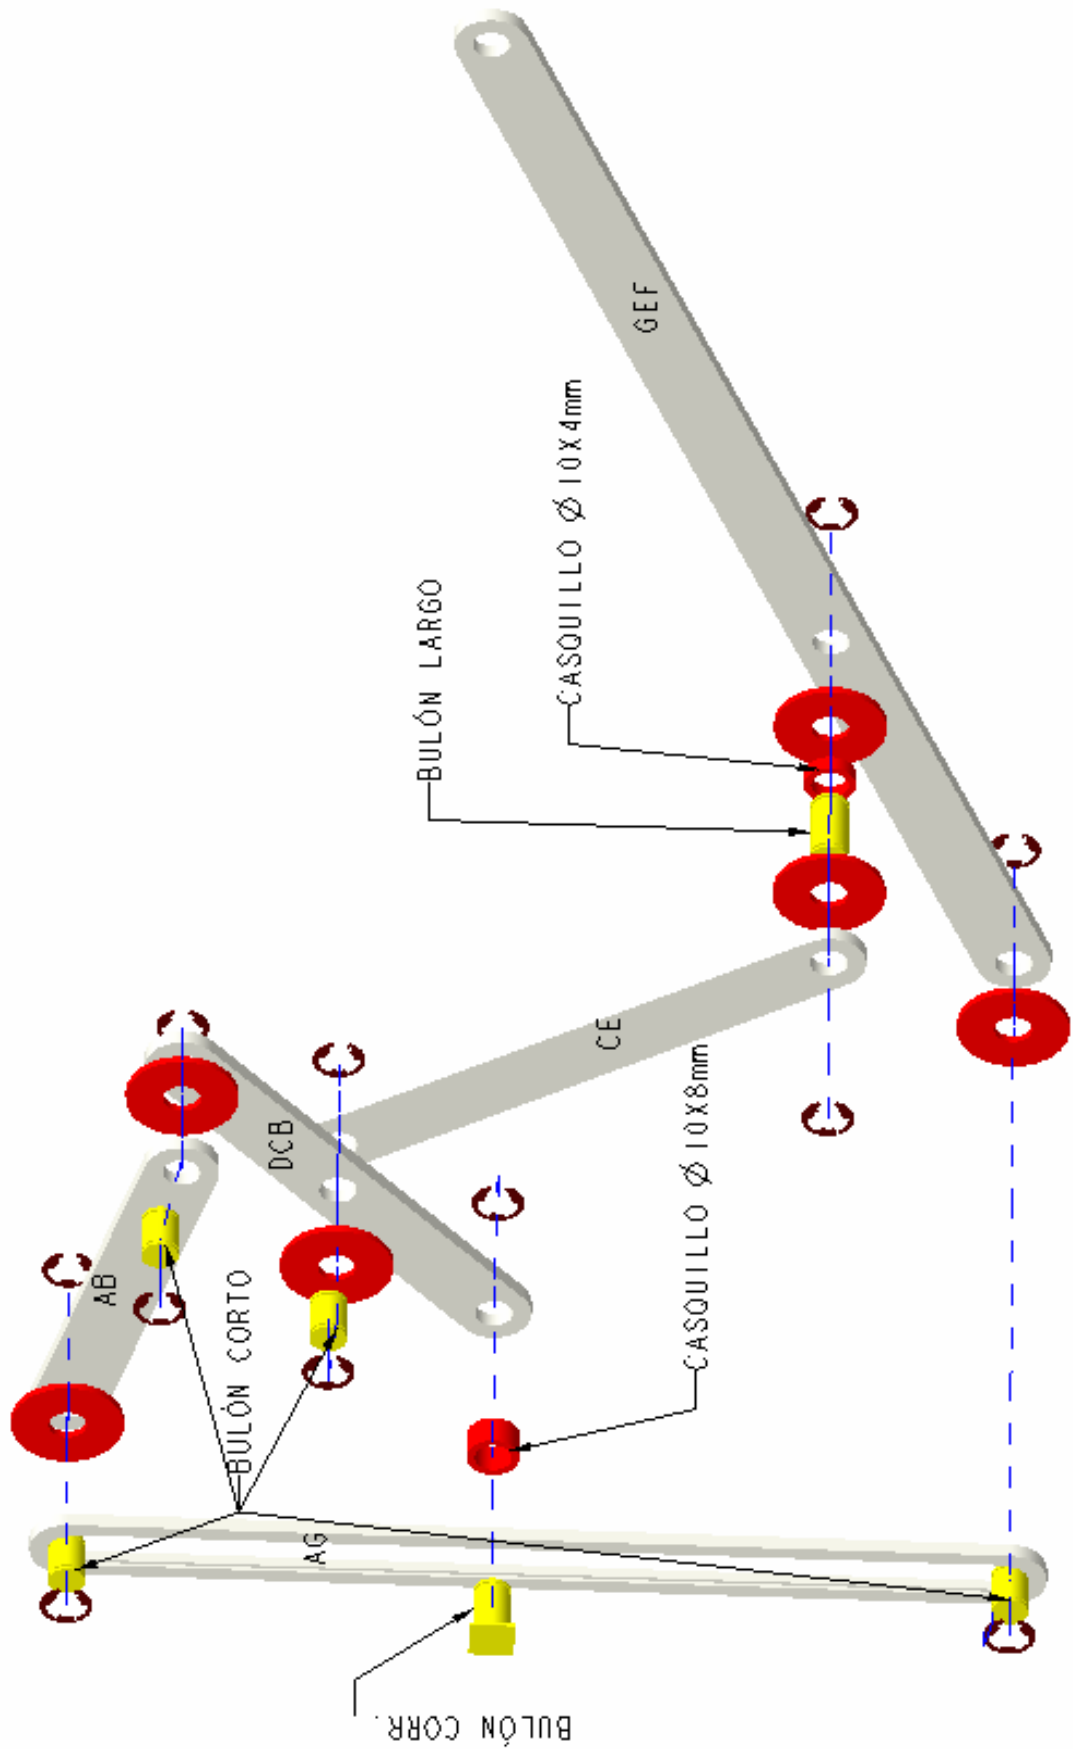 GEF
CASQUILLO Ø 10X4mm
BULÓN LARGO
CE
CASQUILLO Ø 10X8mm
DCB
AB
BULÓN CORTO
AG
BULÓN CORR.